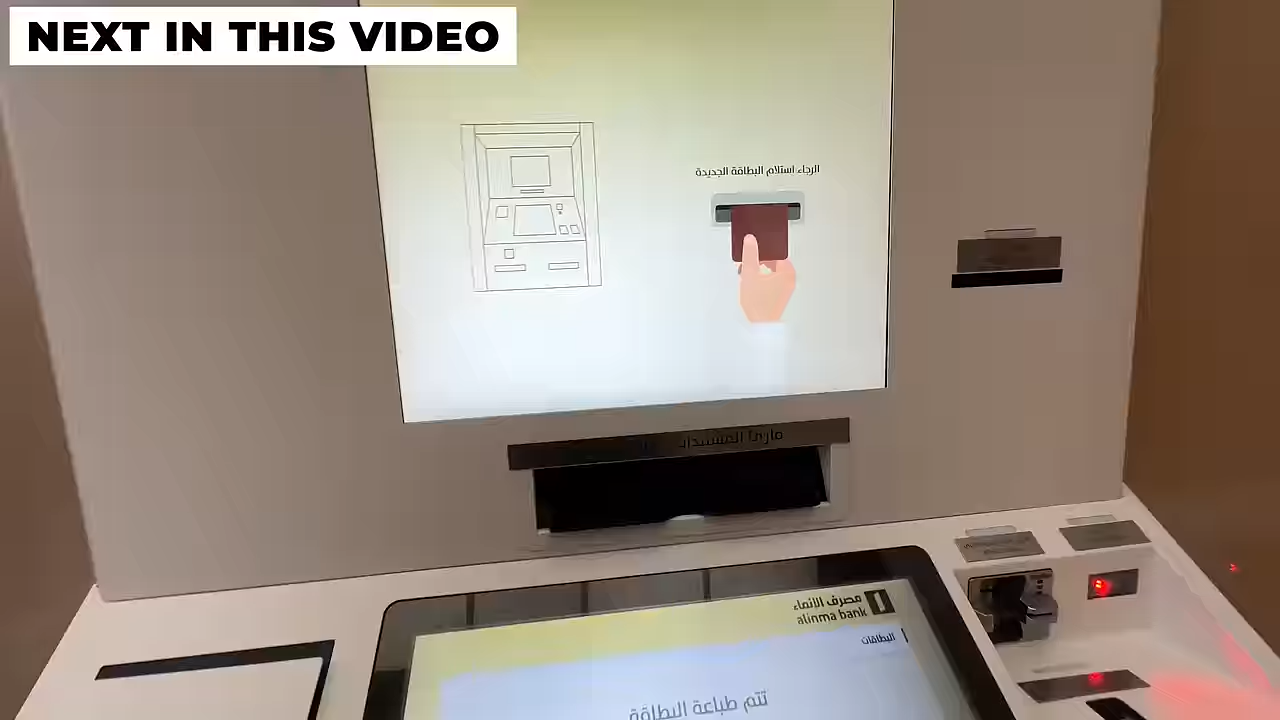 NEXT IN THIS VIDEO
الرجاء استلام البطاقة الجديدة
مصرف الإنماء
alinma bank
البطاقات
تتم طباعة البطاقة